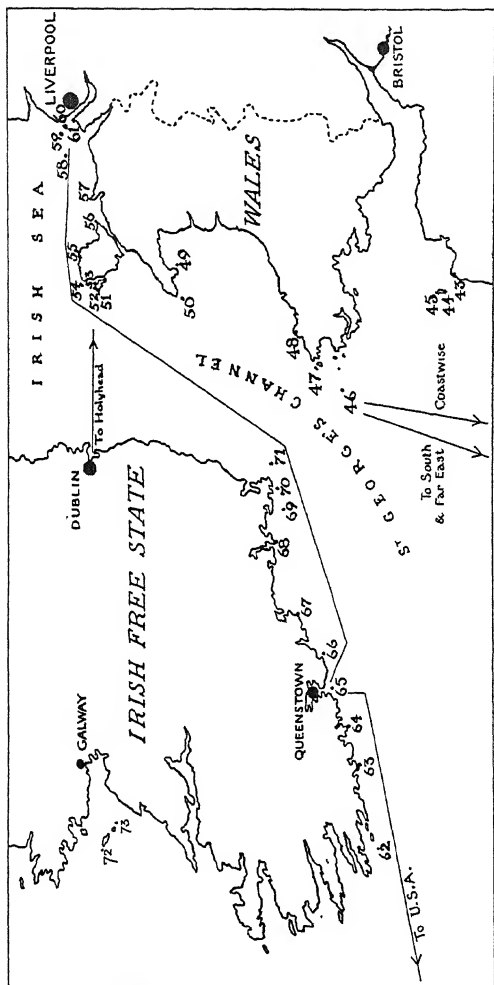 IRISH SEA
LIVERPOOL
GALWAY
DUBLIN
To Holyhead
IRISH FREE STATE
58.
59.
60
61
54
55
52
53
51
56
57
72
73
WALES
50
49
ST GEORGE'S CHANNEL
QUEENSTOWN
71
70
69
68
67
66
65
64
63
62
48
47
46
To U.S.A.
To South
& Far East
Coastwise
45
44
43
BRISTOL